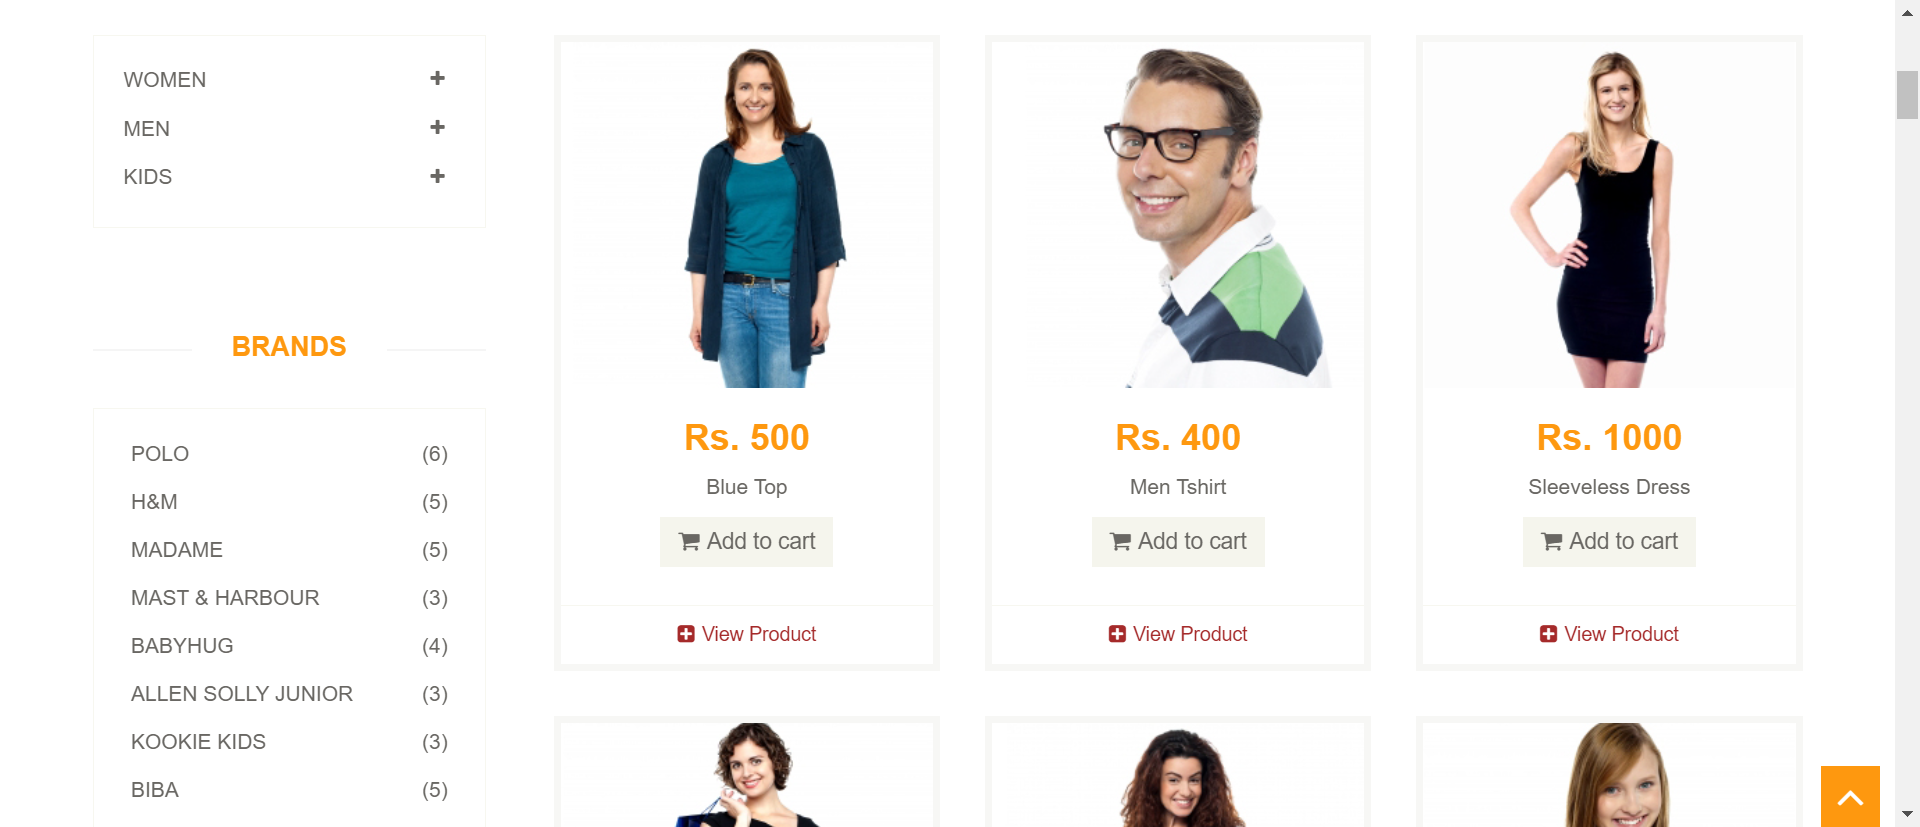 WOMEN
MEN
KIDS
BRANDS
POLO (6)
H&M (5)
MADAME (5)
MAST & HARBOUR (3)
BABYHUG (4)
ALLEN SOLLY JUNIOR (3)
KOOKIE KIDS (3)
BIBA (5)
Rs. 500
Blue Top
Add to cart
View Product
Rs. 400
Men Tshirt
Add to cart
View Product
Rs. 1000
Sleeveless Dress
Add to cart
View Product